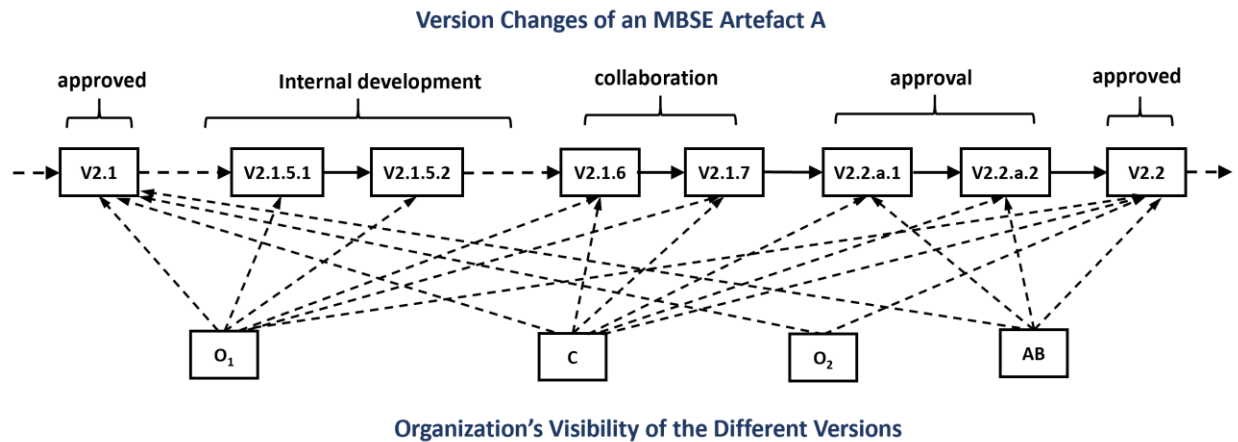 Version Changes of an MBSE Artefact A
approved
Internal development
collaboration
approval
approved
V2.1
V2.1.5.1
V2.1.5.2
V2.1.6
V2.1.7
V2.2.a.1
V2.2.a.2
V2.2
O₁
C
O₂
AB
Organization’s Visibility of the Different Versions